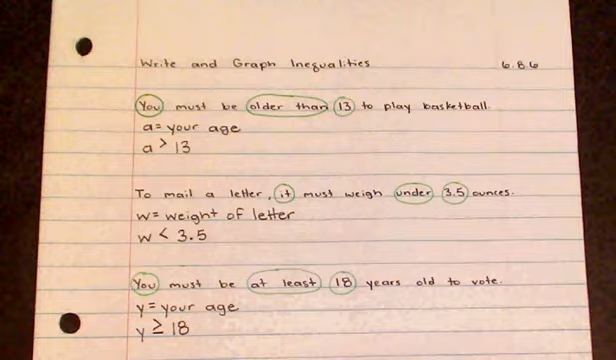 Write and Graph Inequalities 6.8.6
You must be older than 13 to play basketball.
a = your age
a > 13
To mail a letter, it must weigh under 3.5 ounces.
w = weight of letter
w < 3.5
You must be at least 18 years old to vote.
y = your age
y ≥ 18